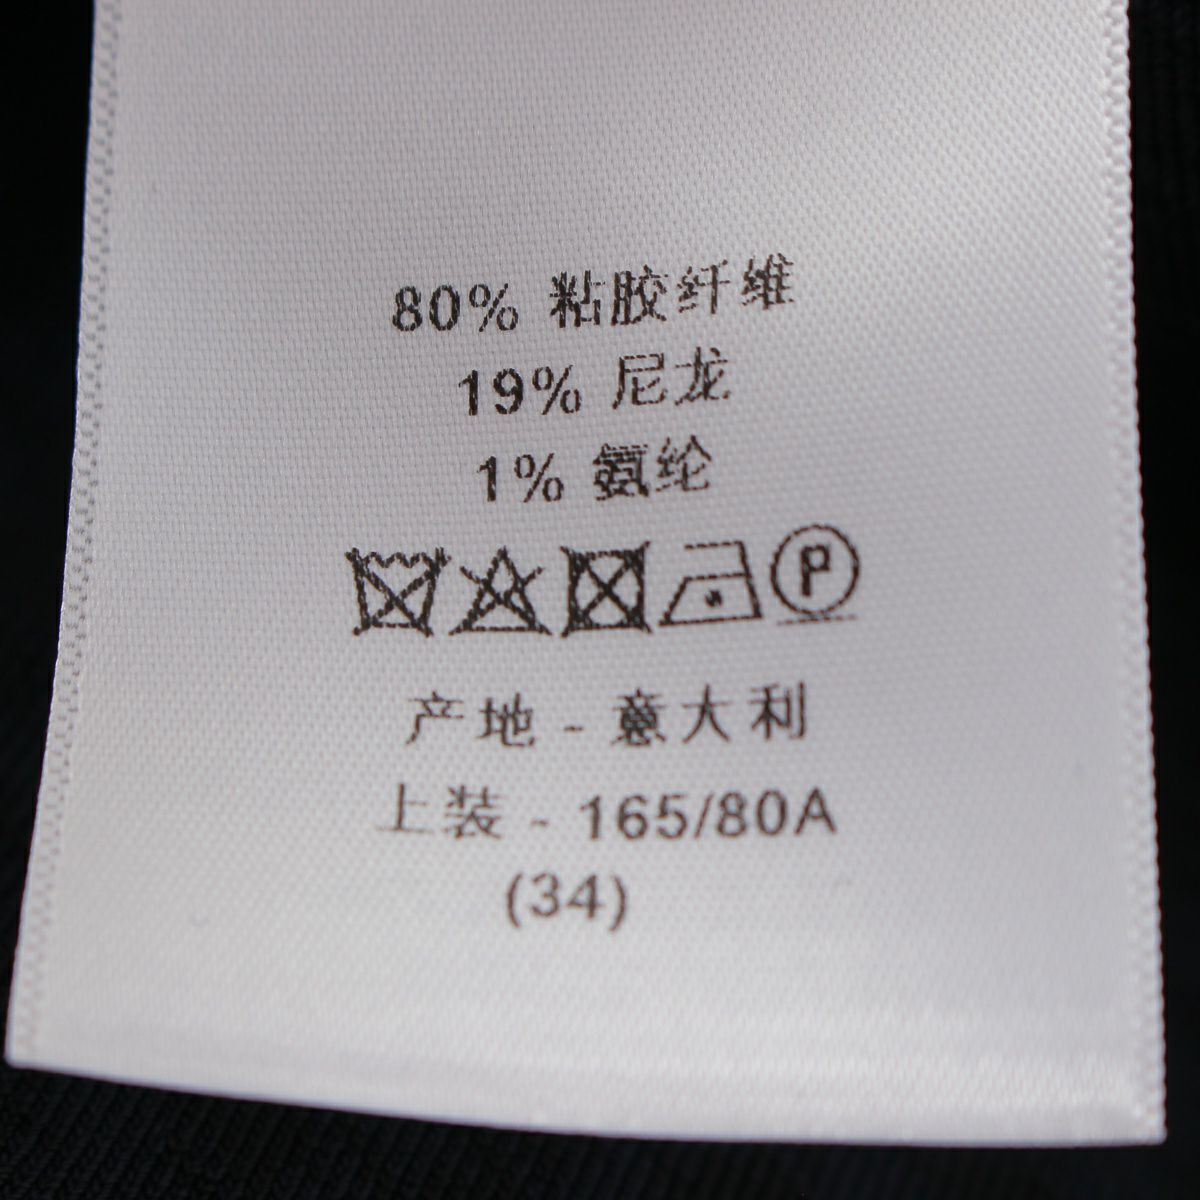 80% 粘胶纤维
19% 尼龙
1% 氨纶
P
产地 - 意大利
上装 - 165/80A
(34)